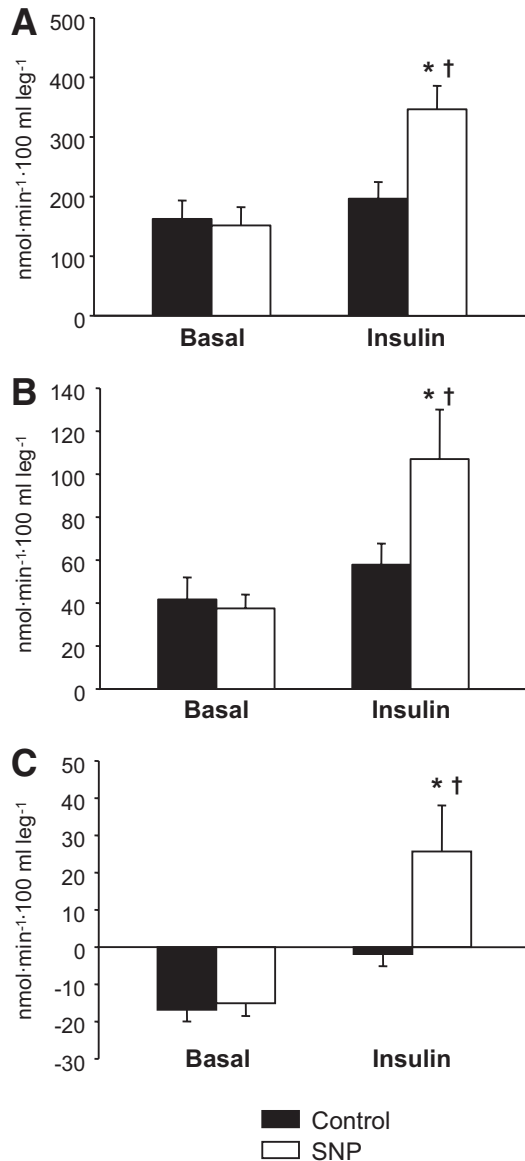 A
500
400
300
200
100
0
nmol·min⁻¹·100 ml leg⁻¹
* †
Basal Insulin
B
140
120
100
80
60
40
20
0
nmol·min⁻¹·100 ml leg⁻¹
* †
Basal Insulin
C
50
40
30
20
10
0
-10
-20
-30
nmol·min⁻¹·100 ml leg⁻¹
* †
Basal Insulin
Control
SNP